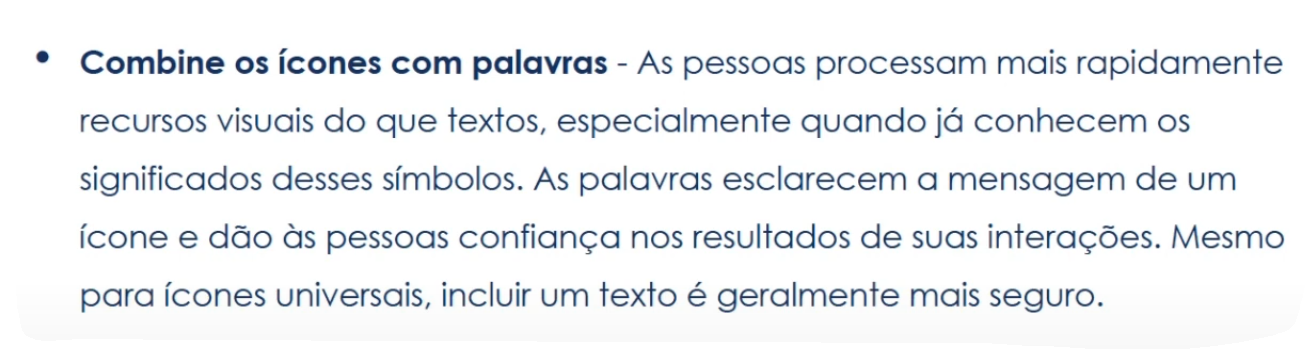 • Combine os ícones com palavras - As pessoas processam mais rapidamente
recursos visuais do que textos, especialmente quando já conhecem os
significados desses símbolos. As palavras esclarecem a mensagem de um
ícone e dão às pessoas confiança nos resultados de suas interações. Mesmo
para ícones universais, incluir um texto é geralmente mais seguro.